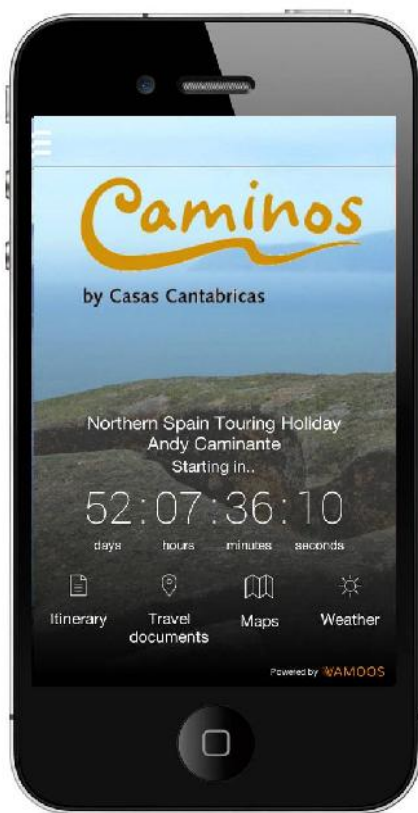 Caminos
by Casas Cantabricas
Northern Spain Touring Holiday
Andy Caminante
Starting in..
52:07:36:10
days hours minutes seconds
Itinerary Travel documents Maps Weather
Powered by VAMOOS